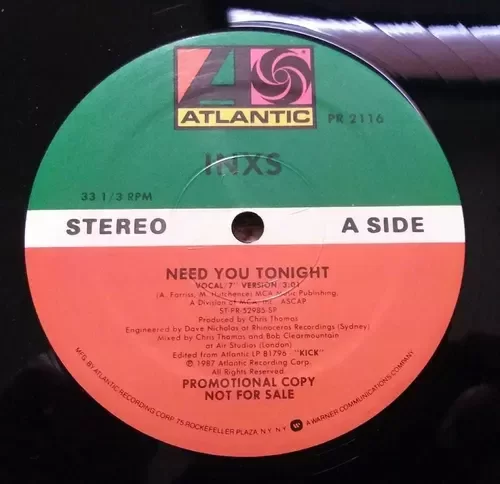 ATLANTIC
PR 2116
INXS
33 1/3 RPM
STEREO
A SIDE
NEED YOU TONIGHT
VOCAL 7" VERSION 3:01
(A. Farriss, M. Hutchence) MCA Music Publishing,
A Division of MCA, Inc. ASCAP
ST-PR-52985-SP
Produced by Chris Thomas
Engineered by Dave Nicholas at Rhinoceros Recordings (Sydney)
Mixed by Chris Thomas and Bob Clearmountain
at Air Studios (London)
Edited from Atlantic LP 81796 - "KICK"
℗ 1987 Atlantic Recording Corp.
All Rights Reserved.
PROMOTIONAL COPY
NOT FOR SALE
MFG. BY ATLANTIC RECORDING CORP. 75 ROCKEFELLER PLAZA, N.Y. N.Y. A WARNER COMMUNICATIONS COMPANY